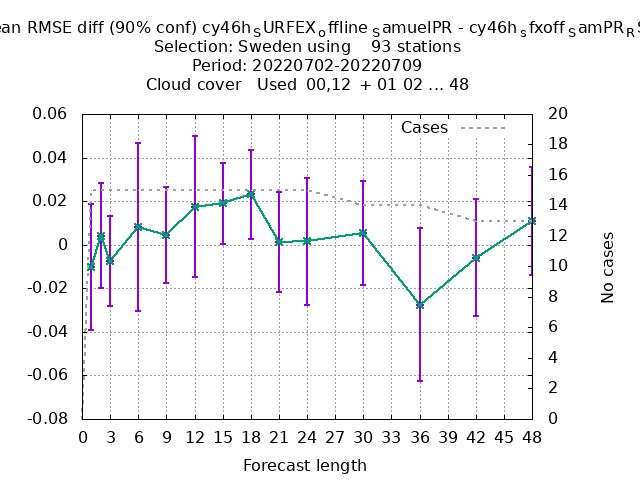 ean RMSE diff (90% conf) cy46h_SURFEX_offline_SamuelPR - cy46h_sfxoff_SamPR_RS
Selection: Sweden using 93 stations
Period: 20220702-20220709
Cloud cover Used 00,12 + 01 02 ... 48
Cases
0.06
0.04
0.02
0
-0.02
-0.04
-0.06
-0.08
20
18
16
14
12
10
8
6
4
2
0
No cases
0 3 6 9 12 15 18 21 24 27 30 33 36 39 42 45 48
Forecast length